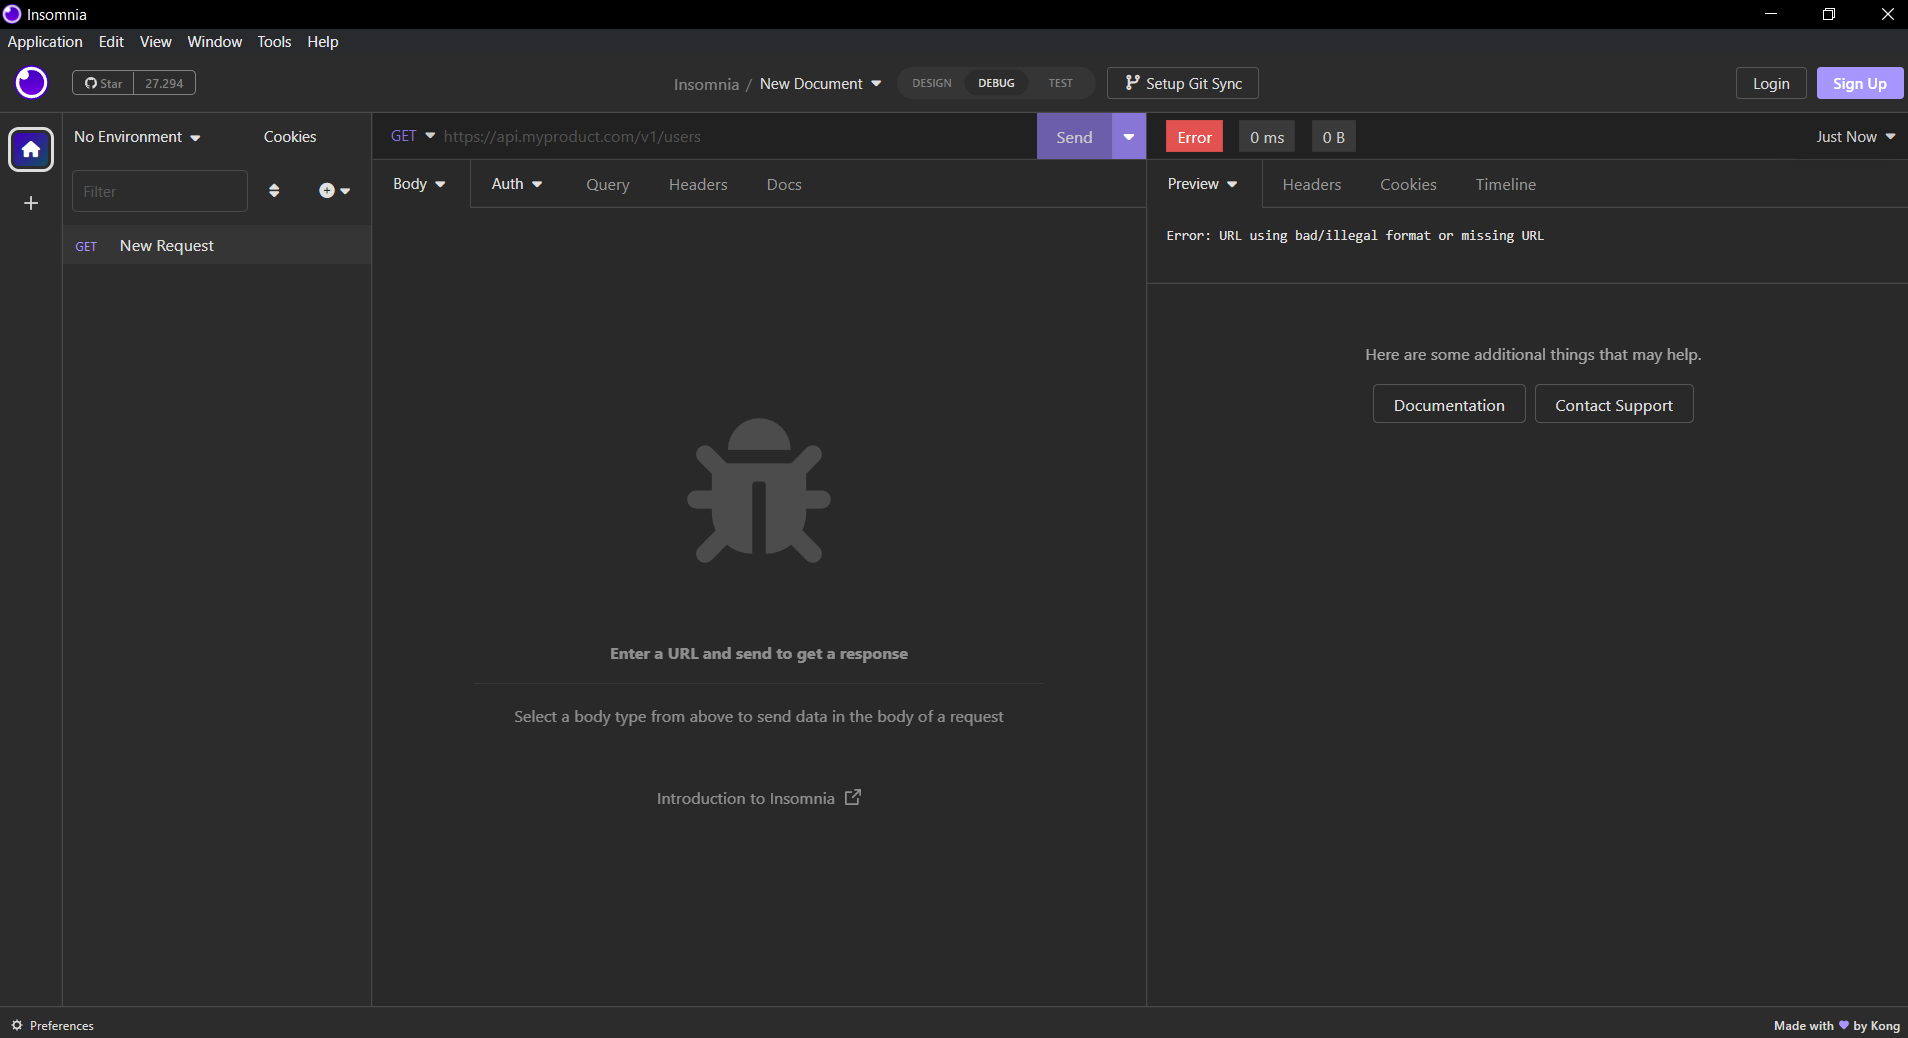 Insomnia
Application Edit View Window Tools Help
Star 27.294
Insomnia / New Document
DESIGN DEBUG TEST
Setup Git Sync
Login
Sign Up
No Environment
Cookies
Filter
GET New Request
GET https://api.myproduct.com/v1/users
Send
Body Auth Query Headers Docs
Enter a URL and send to get a response
Select a body type from above to send data in the body of a request
Introduction to Insomnia
Error 0 ms 0 B
Just Now
Preview Headers Cookies Timeline
Error: URL using bad/illegal format or missing URL
Here are some additional things that may help.
Documentation Contact Support
Preferences
Made with by Kong